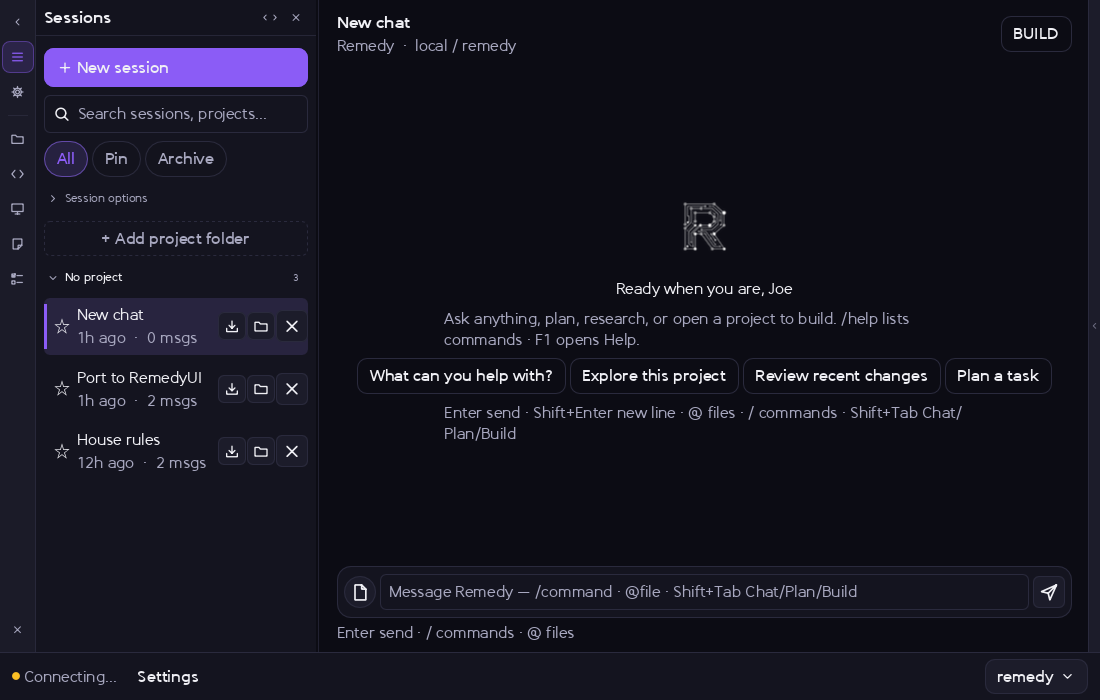 Sessions
+ New session
Search sessions, projects...
All
Pin
Archive
Session options
+ Add project folder
No project
3
New chat
1h ago · 0 msgs
Port to RemedyUI
1h ago · 2 msgs
House rules
12h ago · 2 msgs
New chat
Remedy · local / remedy
BUILD
R
Ready when you are, Joe
Ask anything, plan, research, or open a project to build. /help lists
commands · F1 opens Help.
What can you help with?
Explore this project
Review recent changes
Plan a task
Enter send · Shift+Enter new line · @ files · / commands · Shift+Tab Chat/
Plan/Build
Message Remedy — /command · @file · Shift+Tab Chat/Plan/Build
Enter send · / commands · @ files
Connecting...
Settings
remedy